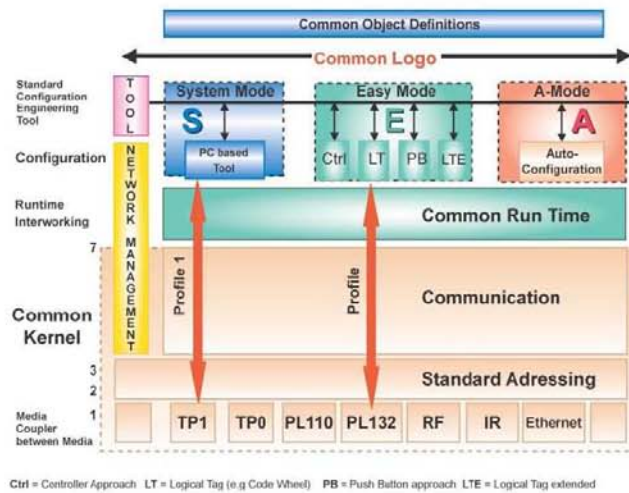 Common Object Definitions
Common Logo
Standard
Configuration
Engineering
Tool
TOOL
System Mode
Easy Mode
A-Mode
S
E
A
Configuration
PC based
Tool
Ctrl
LT
PB
LTE
Auto-
Configuration
NETWORK MANAGEMENT
Runtime
Interworking
Common Run Time
7
Profile 1
Profile
Communication
Common
Kernel
3
2
Standard Adressing
1
Media
Coupler
between Media
TP1
TP0
PL110
PL132
RF
IR
Ethernet
Ctrl = Controller Approach LT = Logical Tag (e.g Code Wheel) PB = Push Button approach LTE = Logical Tag extended